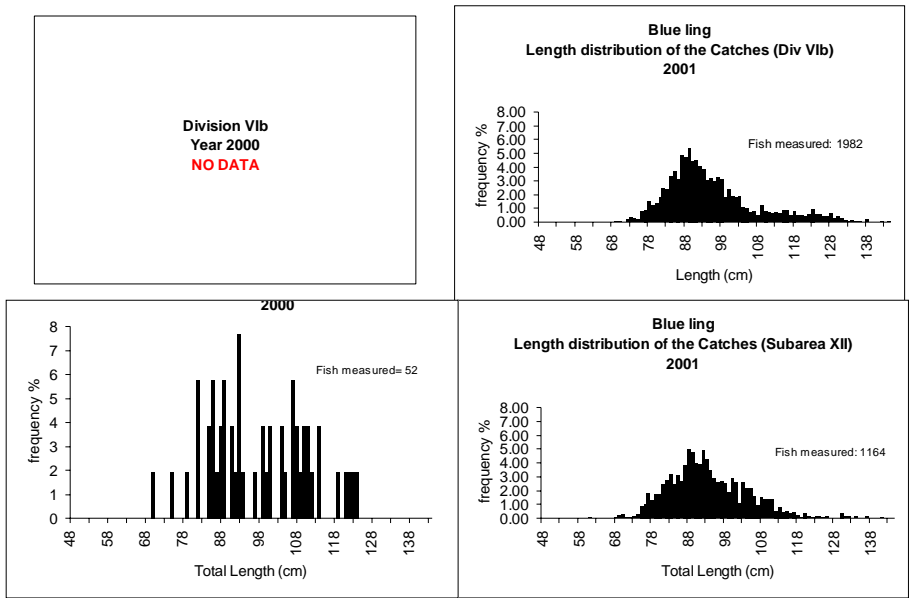 Division VIb
Year 2000
NO DATA
Blue ling
Length distribution of the Catches (Div VIb)
2001
Fish measured: 1982
frequency %
8.00
7.00
6.00
5.00
4.00
3.00
2.00
1.00
0.00
48 58 68 78 88 98 108 118 128 138
Length (cm)
2000
Fish measured= 52
frequency %
8
7
6
5
4
3
2
1
0
48 58 68 78 88 98 108 118 128 138
Total Length (cm)
Blue ling
Length distribution of the Catches (Subarea XII)
2001
Fish measured: 1164
frequency %
8.00
7.00
6.00
5.00
4.00
3.00
2.00
1.00
0.00
48 58 68 78 88 98 108 118 128 138
Total Length (cm)